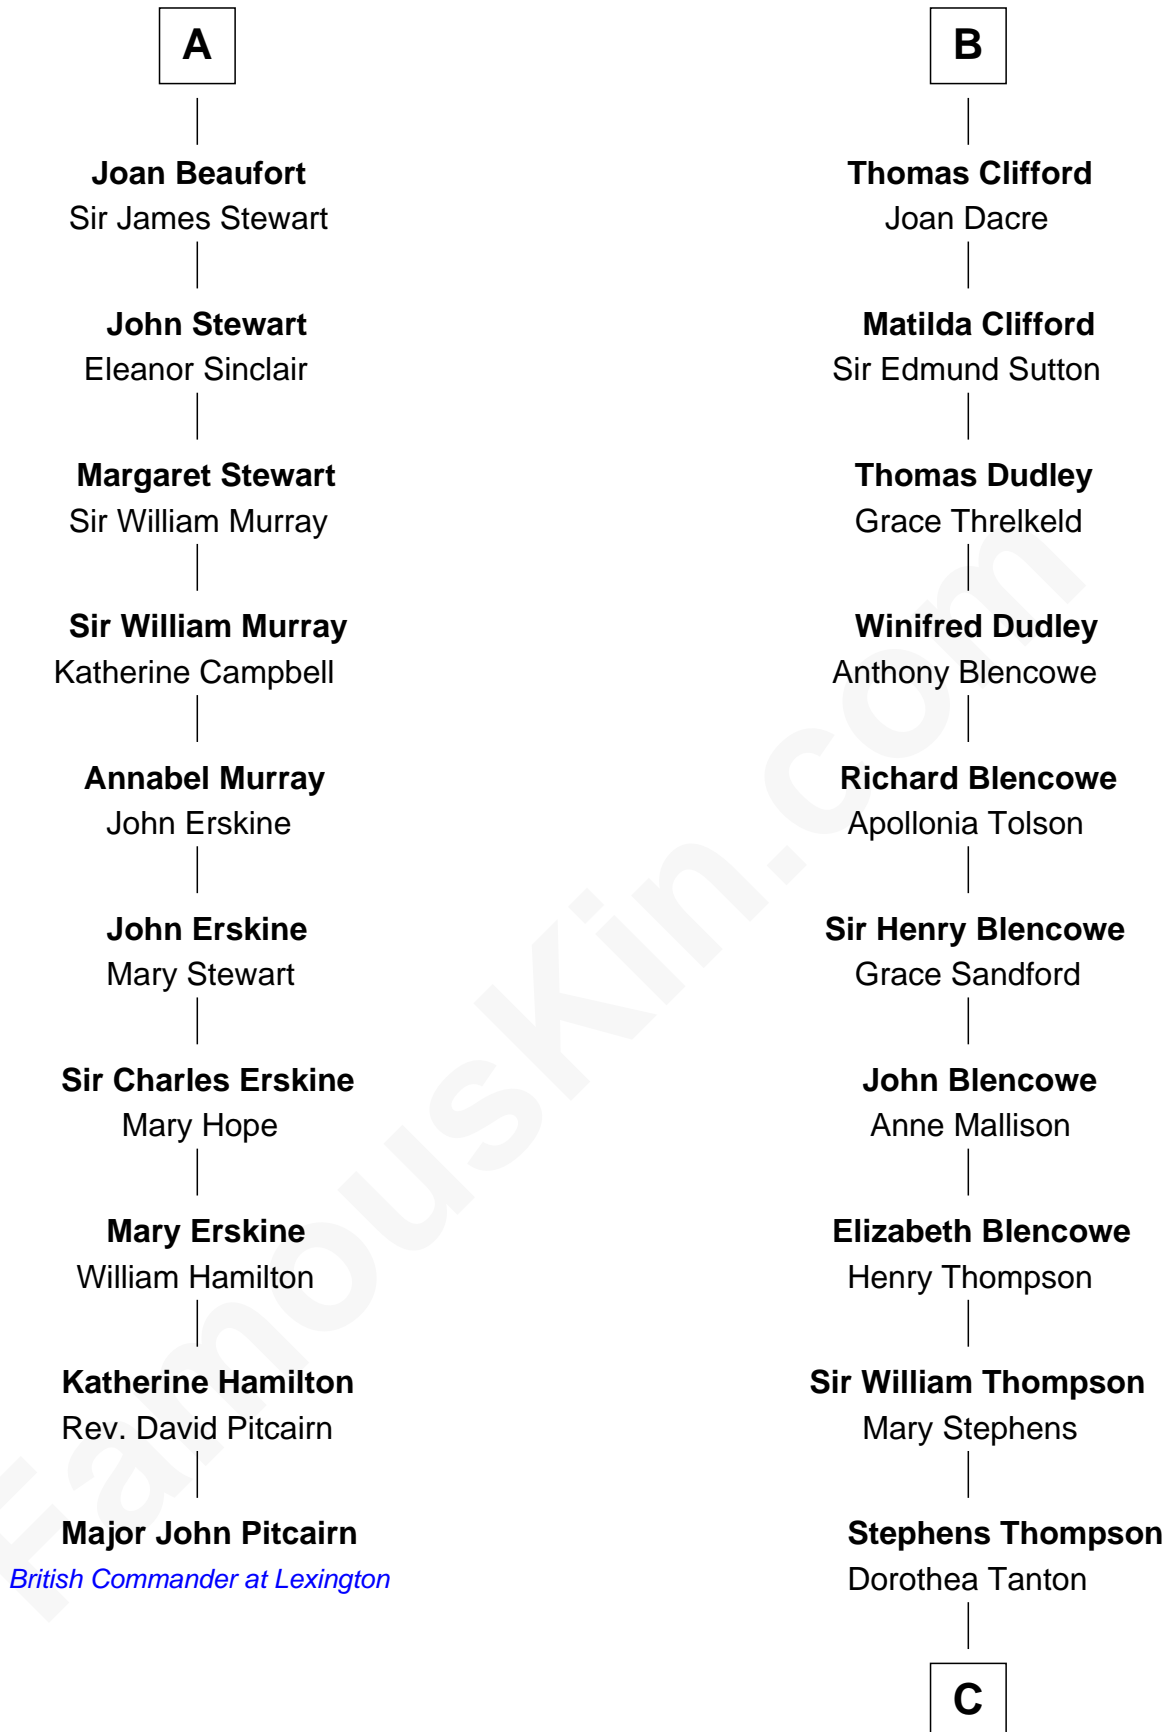 A
Joan Beaufort
Sir James Stewart
John Stewart
Eleanor Sinclair
Margaret Stewart
Sir William Murray
Sir William Murray
Katherine Campbell
Annabel Murray
John Erskine
John Erskine
Mary Stewart
Sir Charles Erskine
Mary Hope
Mary Erskine
William Hamilton
Katherine Hamilton
Rev. David Pitcairn
Major John Pitcairn
British Commander at Lexington
B
Thomas Clifford
Joan Dacre
Matilda Clifford
Sir Edmund Sutton
Thomas Dudley
Grace Threlkeld
Winifred Dudley
Anthony Blencowe
Richard Blencowe
Apollonia Tolson
Sir Henry Blencowe
Grace Sandford
John Blencowe
Anne Mallison
Elizabeth Blencowe
Henry Thompson
Sir William Thompson
Mary Stephens
Stephens Thompson
Dorothea Tanton
C
FamousKin.com